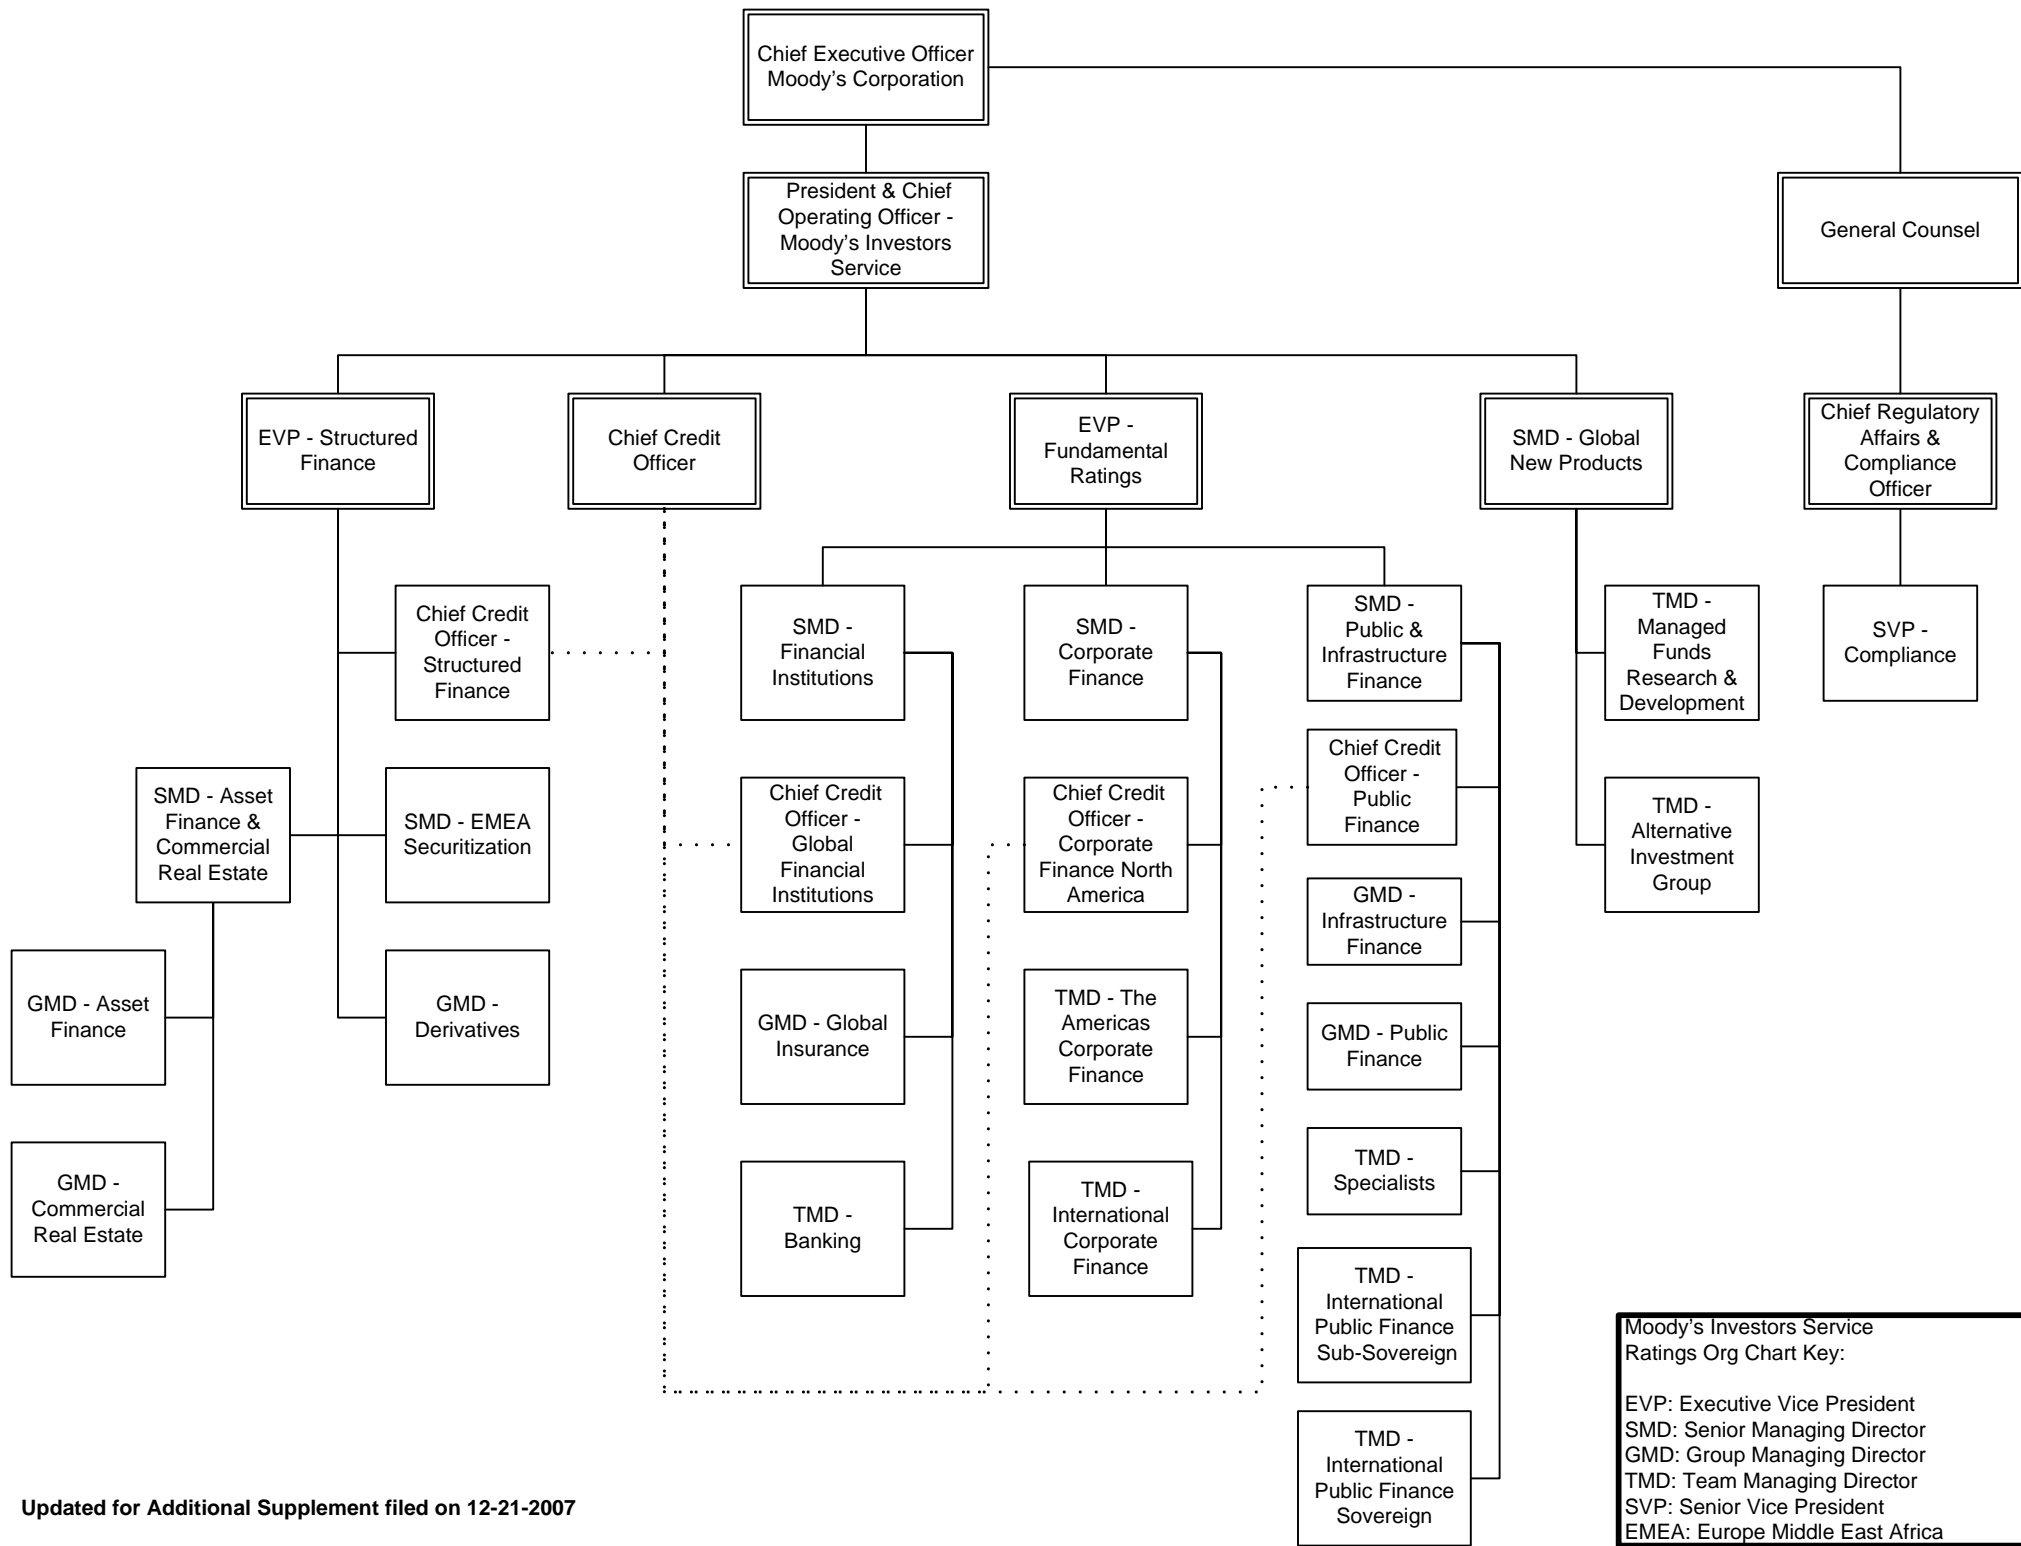 Chief Executive Officer
Moody's Corporation
President & Chief
Operating Officer -
Moody's Investors
Service
General Counsel
EVP - Structured
Finance
Chief Credit
Officer
EVP -
Fundamental
Ratings
SMD - Global
New Products
Chief Regulatory
Affairs &
Compliance
Officer
Chief Credit
Officer -
Structured
Finance
SMD -
Financial
Institutions
SMD -
Corporate
Finance
SMD -
Public &
Infrastructure
Finance
TMD -
Managed
Funds
Research &
Development
SVP -
Compliance
SMD - Asset
Finance &
Commercial
Real Estate
SMD - EMEA
Securitization
Chief Credit
Officer -
Global
Financial
Institutions
Chief Credit
Officer -
Corporate
Finance North
America
Chief Credit
Officer -
Public
Finance
TMD -
Alternative
Investment
Group
GMD -
Infrastructure
Finance
GMD - Asset
Finance
GMD -
Derivatives
GMD - Global
Insurance
TMD - The
Americas
Corporate
Finance
GMD - Public
Finance
GMD -
Commercial
Real Estate
TMD -
Banking
TMD -
International
Corporate
Finance
TMD -
Specialists
TMD -
International
Public Finance
Sub-Sovereign
TMD -
International
Public Finance
Sovereign
Moody's Investors Service
Ratings Org Chart Key:
EVP: Executive Vice President
SMD: Senior Managing Director
GMD: Group Managing Director
TMD: Team Managing Director
SVP: Senior Vice President
EMEA: Europe Middle East Africa
Updated for Additional Supplement filed on 12-21-2007